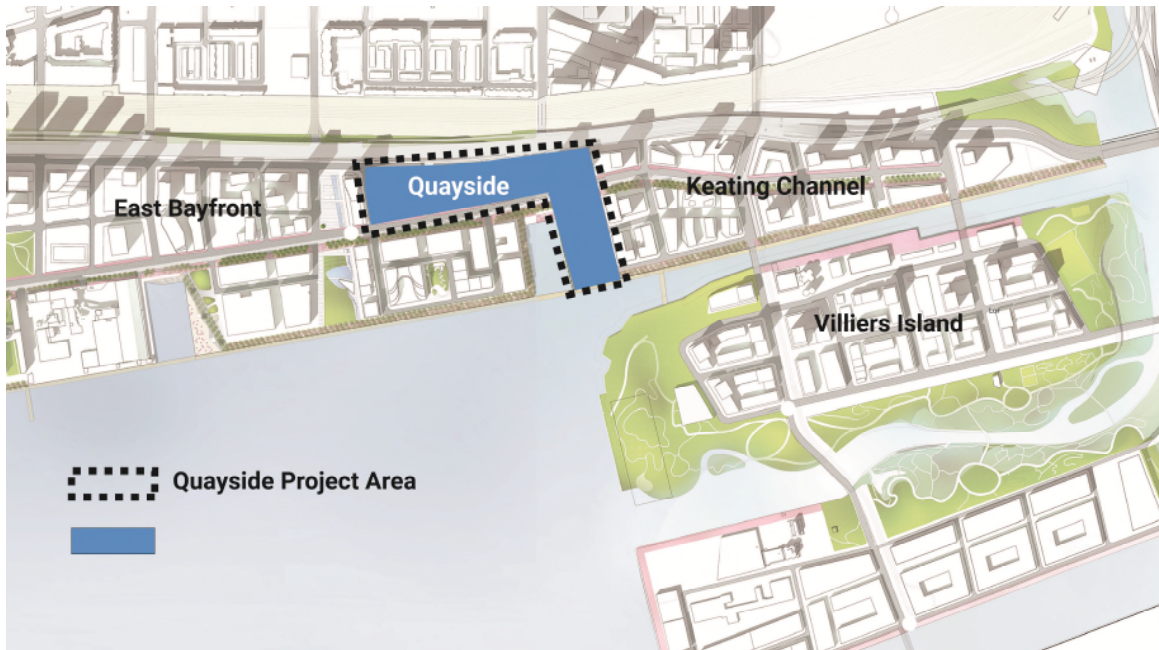 Quayside
Keating Channel
East Bayfront
Villiers Island
Quayside Project Area